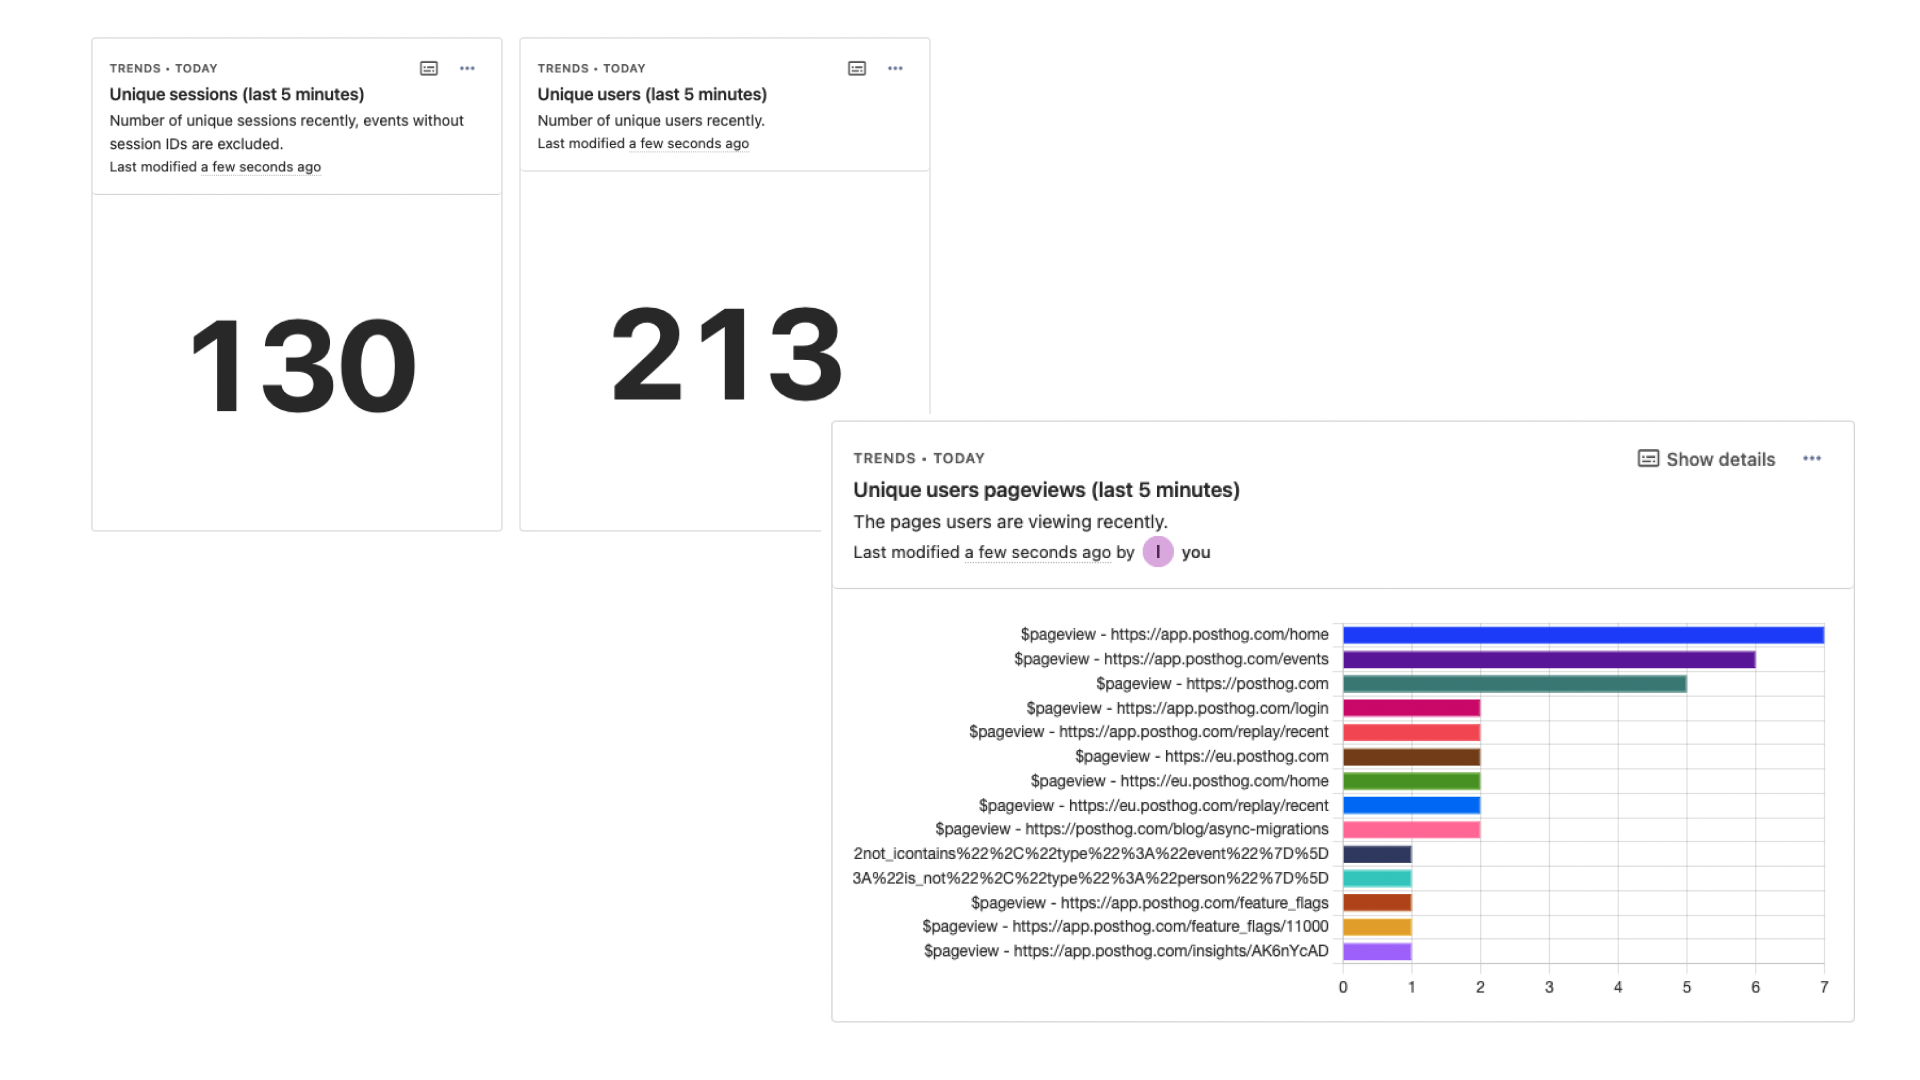 TRENDS • TODAY
Unique sessions (last 5 minutes)
Number of unique sessions recently, events without
session IDs are excluded.
Last modified a few seconds ago
130
TRENDS • TODAY
Unique users (last 5 minutes)
Number of unique users recently.
Last modified a few seconds ago
213
TRENDS • TODAY
Show details
Unique users pageviews (last 5 minutes)
The pages users are viewing recently.
Last modified a few seconds ago by I you
$pageview - https://app.posthog.com/home
$pageview - https://app.posthog.com/events
$pageview - https://posthog.com
$pageview - https://app.posthog.com/login
$pageview - https://app.posthog.com/replay/recent
$pageview - https://eu.posthog.com
$pageview - https://eu.posthog.com/home
$pageview - https://eu.posthog.com/replay/recent
$pageview - https://posthog.com/blog/async-migrations
2not_icontains%22%2C%22type%22%3A%22event%22%7D%5D
3A%22is_not%22%2C%22type%22%3A%22person%22%7D%5D
$pageview - https://app.posthog.com/feature_flags
$pageview - https://app.posthog.com/feature_flags/11000
$pageview - https://app.posthog.com/insights/AK6nYcAD
0 1 2 3 4 5 6 7